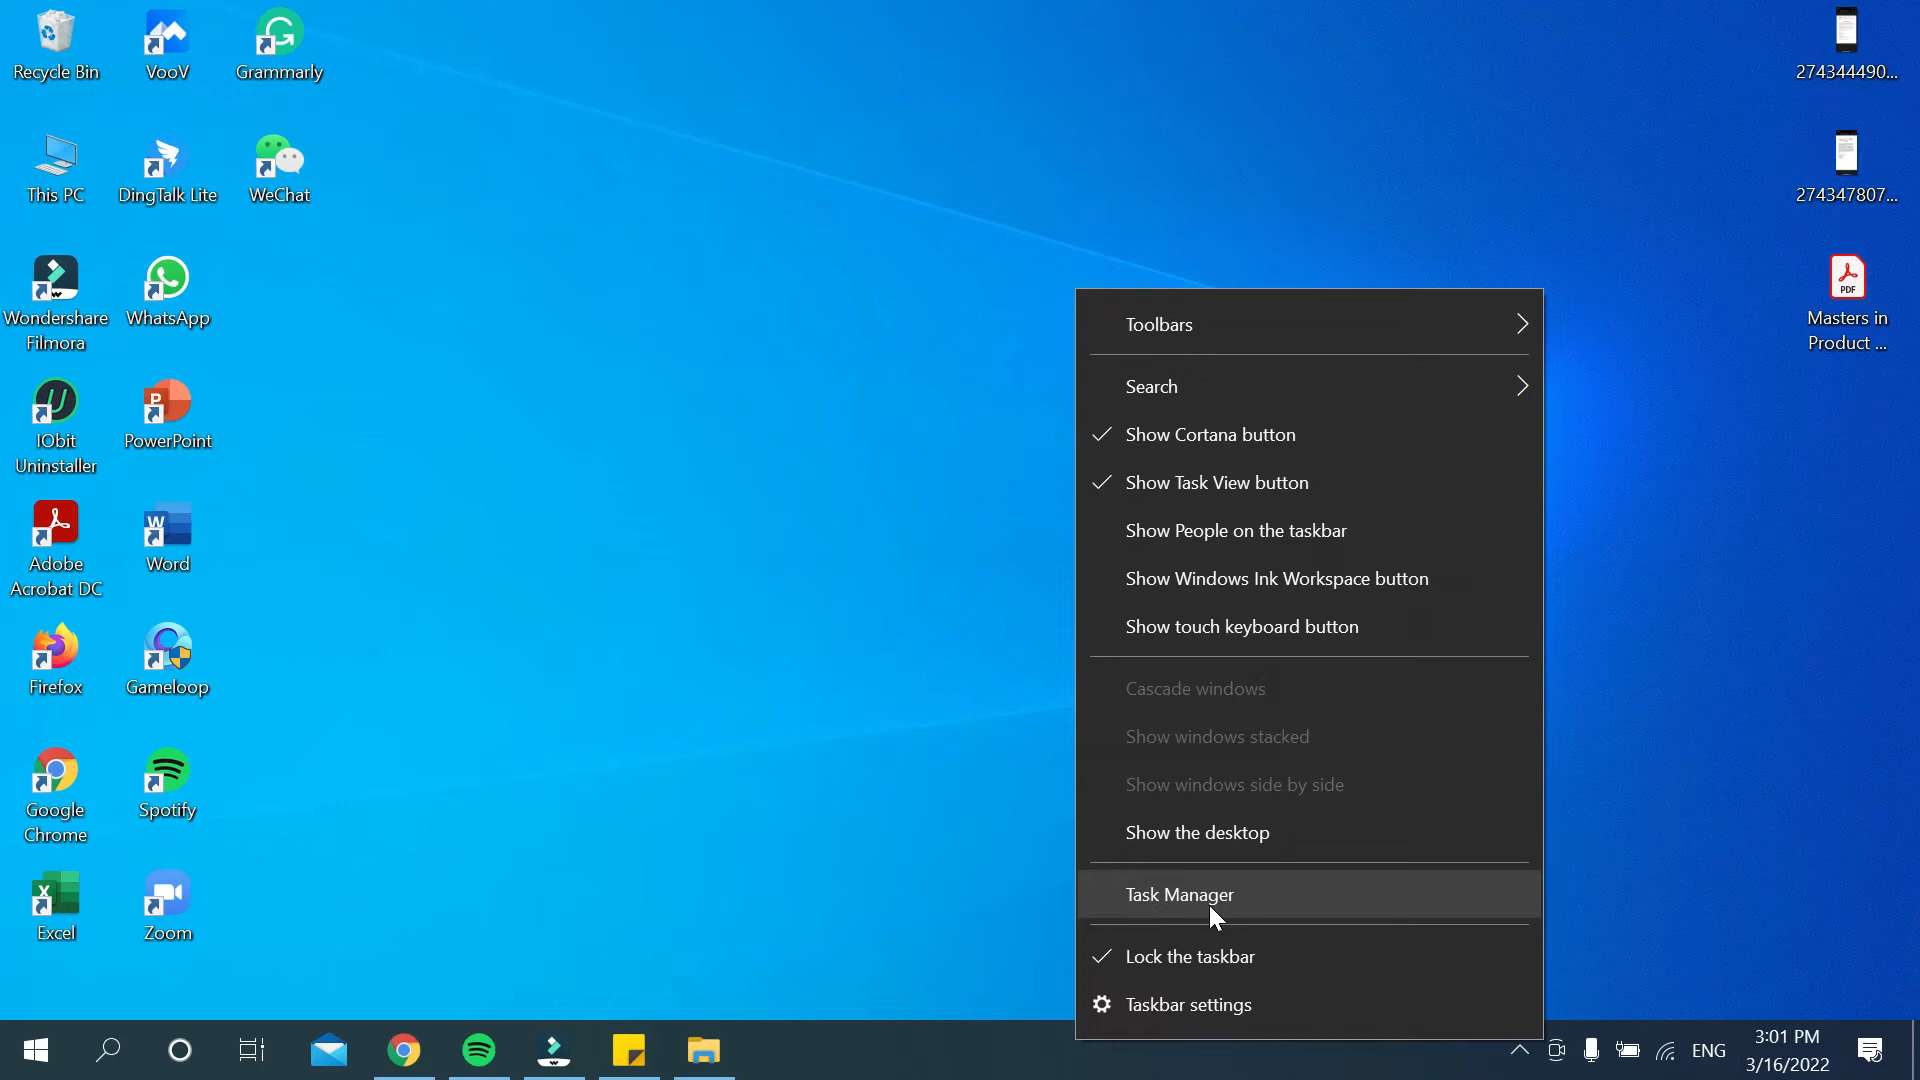 Recycle Bin
VooV
Grammarly
This PC
DingTalk Lite
WeChat
Wondershare
Filmora
WhatsApp
IObit
Uninstaller
PowerPoint
Adobe
Acrobat DC
Word
Firefox
Gameloop
Google
Chrome
Spotify
Excel
Zoom
274344490...
274347807...
PDF
Masters in
Product ...
Toolbars
Search
Show Cortana button
Show Task View button
Show People on the taskbar
Show Windows Ink Workspace button
Show touch keyboard button
Cascade windows
Show windows stacked
Show windows side by side
Show the desktop
Task Manager
Lock the taskbar
Taskbar settings
ENG
3:01 PM
3/16/2022